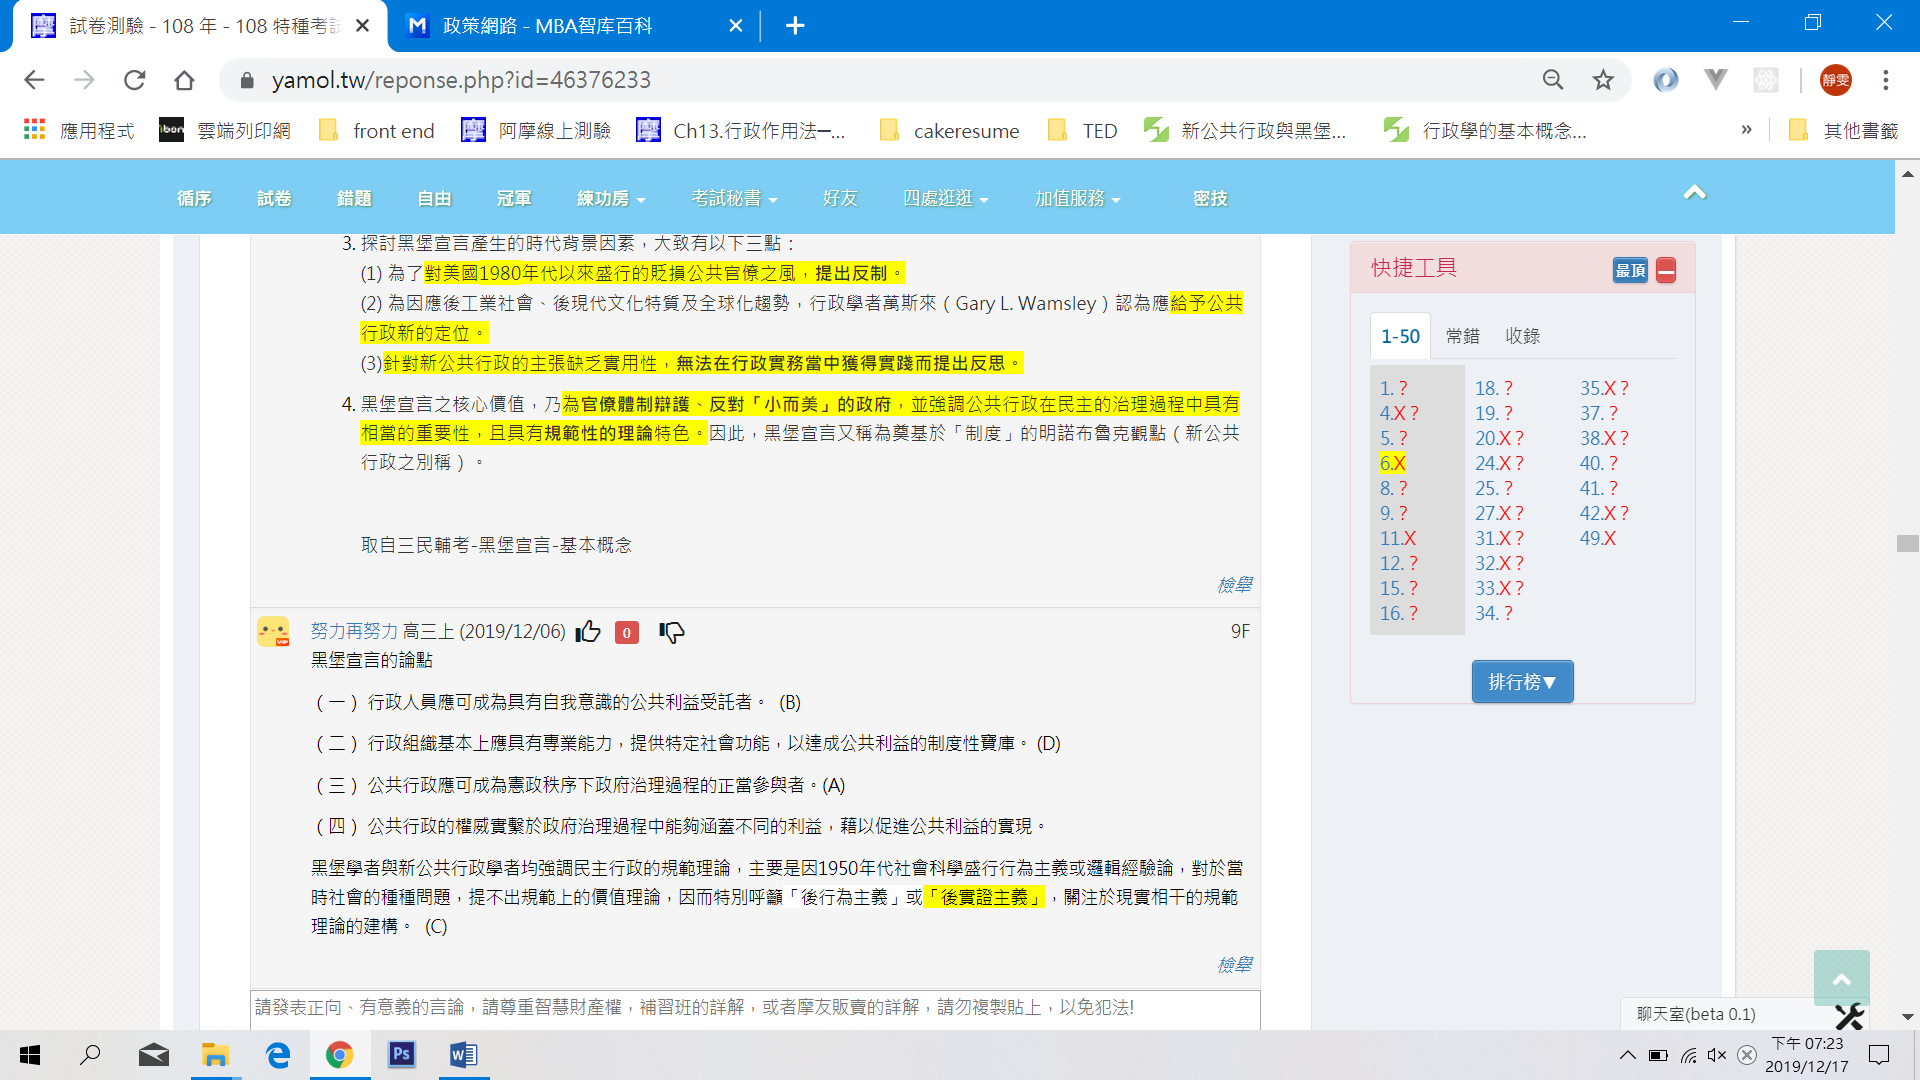 試卷測驗 - 108 年 - 108 特種考試
政策網路 - MBA智库百科
yamol.tw/reponse.php?id=46376233
靜雯
應用程式
ibon 雲端列印網
front end
阿摩線上測驗
Ch13.行政作用法─...
cakeresume
TED
新公共行政與黑堡...
行政學的基本概念...
»
其他書籤
循序 試卷 錯題 自由 冠軍 練功房 考試秘書 好友 四處逛逛 加值服務 密技
3. 探討黑堡宣言產生的時代背景因素，大致有以下三點：
(1) 為了對美國1980年代以來盛行的貶損公共官僚之風，提出反制。
(2) 為因應後工業社會、後現代文化特質及全球化趨勢，行政學者萬斯來（Gary L. Wamsley）認為應給予公共
行政新的定位。
(3)針對新公共行政的主張缺乏實用性，無法在行政實務當中獲得實踐而提出反思。
4. 黑堡宣言之核心價值，乃為官僚體制辯護、反對「小而美」的政府，並強調公共行政在民主的治理過程中具有
相當的重要性，且具有規範性的理論特色。因此，黑堡宣言又稱為奠基於「制度」的明諾布魯克觀點（新公共
行政之別稱）。
取自三民輔考-黑堡宣言-基本概念
檢舉
VIP
努力再努力 高三上 (2019/12/06) 0 9F
黑堡宣言的論點
（一） 行政人員應可成為具有自我意識的公共利益受託者。 (B)
（二） 行政組織基本上應具有專業能力，提供特定社會功能，以達成公共利益的制度性寶庫。 (D)
（三） 公共行政應可成為憲政秩序下政府治理過程的正當參與者。(A)
（四） 公共行政的權威實繫於政府治理過程中能夠涵蓋不同的利益，藉以促進公共利益的實現。
黑堡學者與新公共行政學者均強調民主行政的規範理論，主要是因1950年代社會科學盛行行為主義或邏輯經驗論，對於當
時社會的種種問題，提不出規範上的價值理論，因而特別呼籲「後行為主義」或「後實證主義」，關注於現實相干的規範
理論的建構。 (C)
檢舉
請發表正向、有意義的言論，請尊重智慧財產權，補習班的詳解，或者摩友販賣的詳解，請勿複製貼上，以免犯法!
快捷工具 最頂
1-50 常錯 收錄
1. ? 18. ? 35.X ?
4.X ? 19. ? 37. ?
5. ? 20.X ? 38.X ?
6.X 24.X ? 40. ?
8. ? 25. ? 41. ?
9. ? 27.X ? 42.X ?
11.X 31.X ? 49.X
12. ? 32.X ?
15. ? 33.X ?
16. ? 34. ?
排行榜▼
聊天室(beta 0.1)
Ps
下午 07:23
2019/12/17